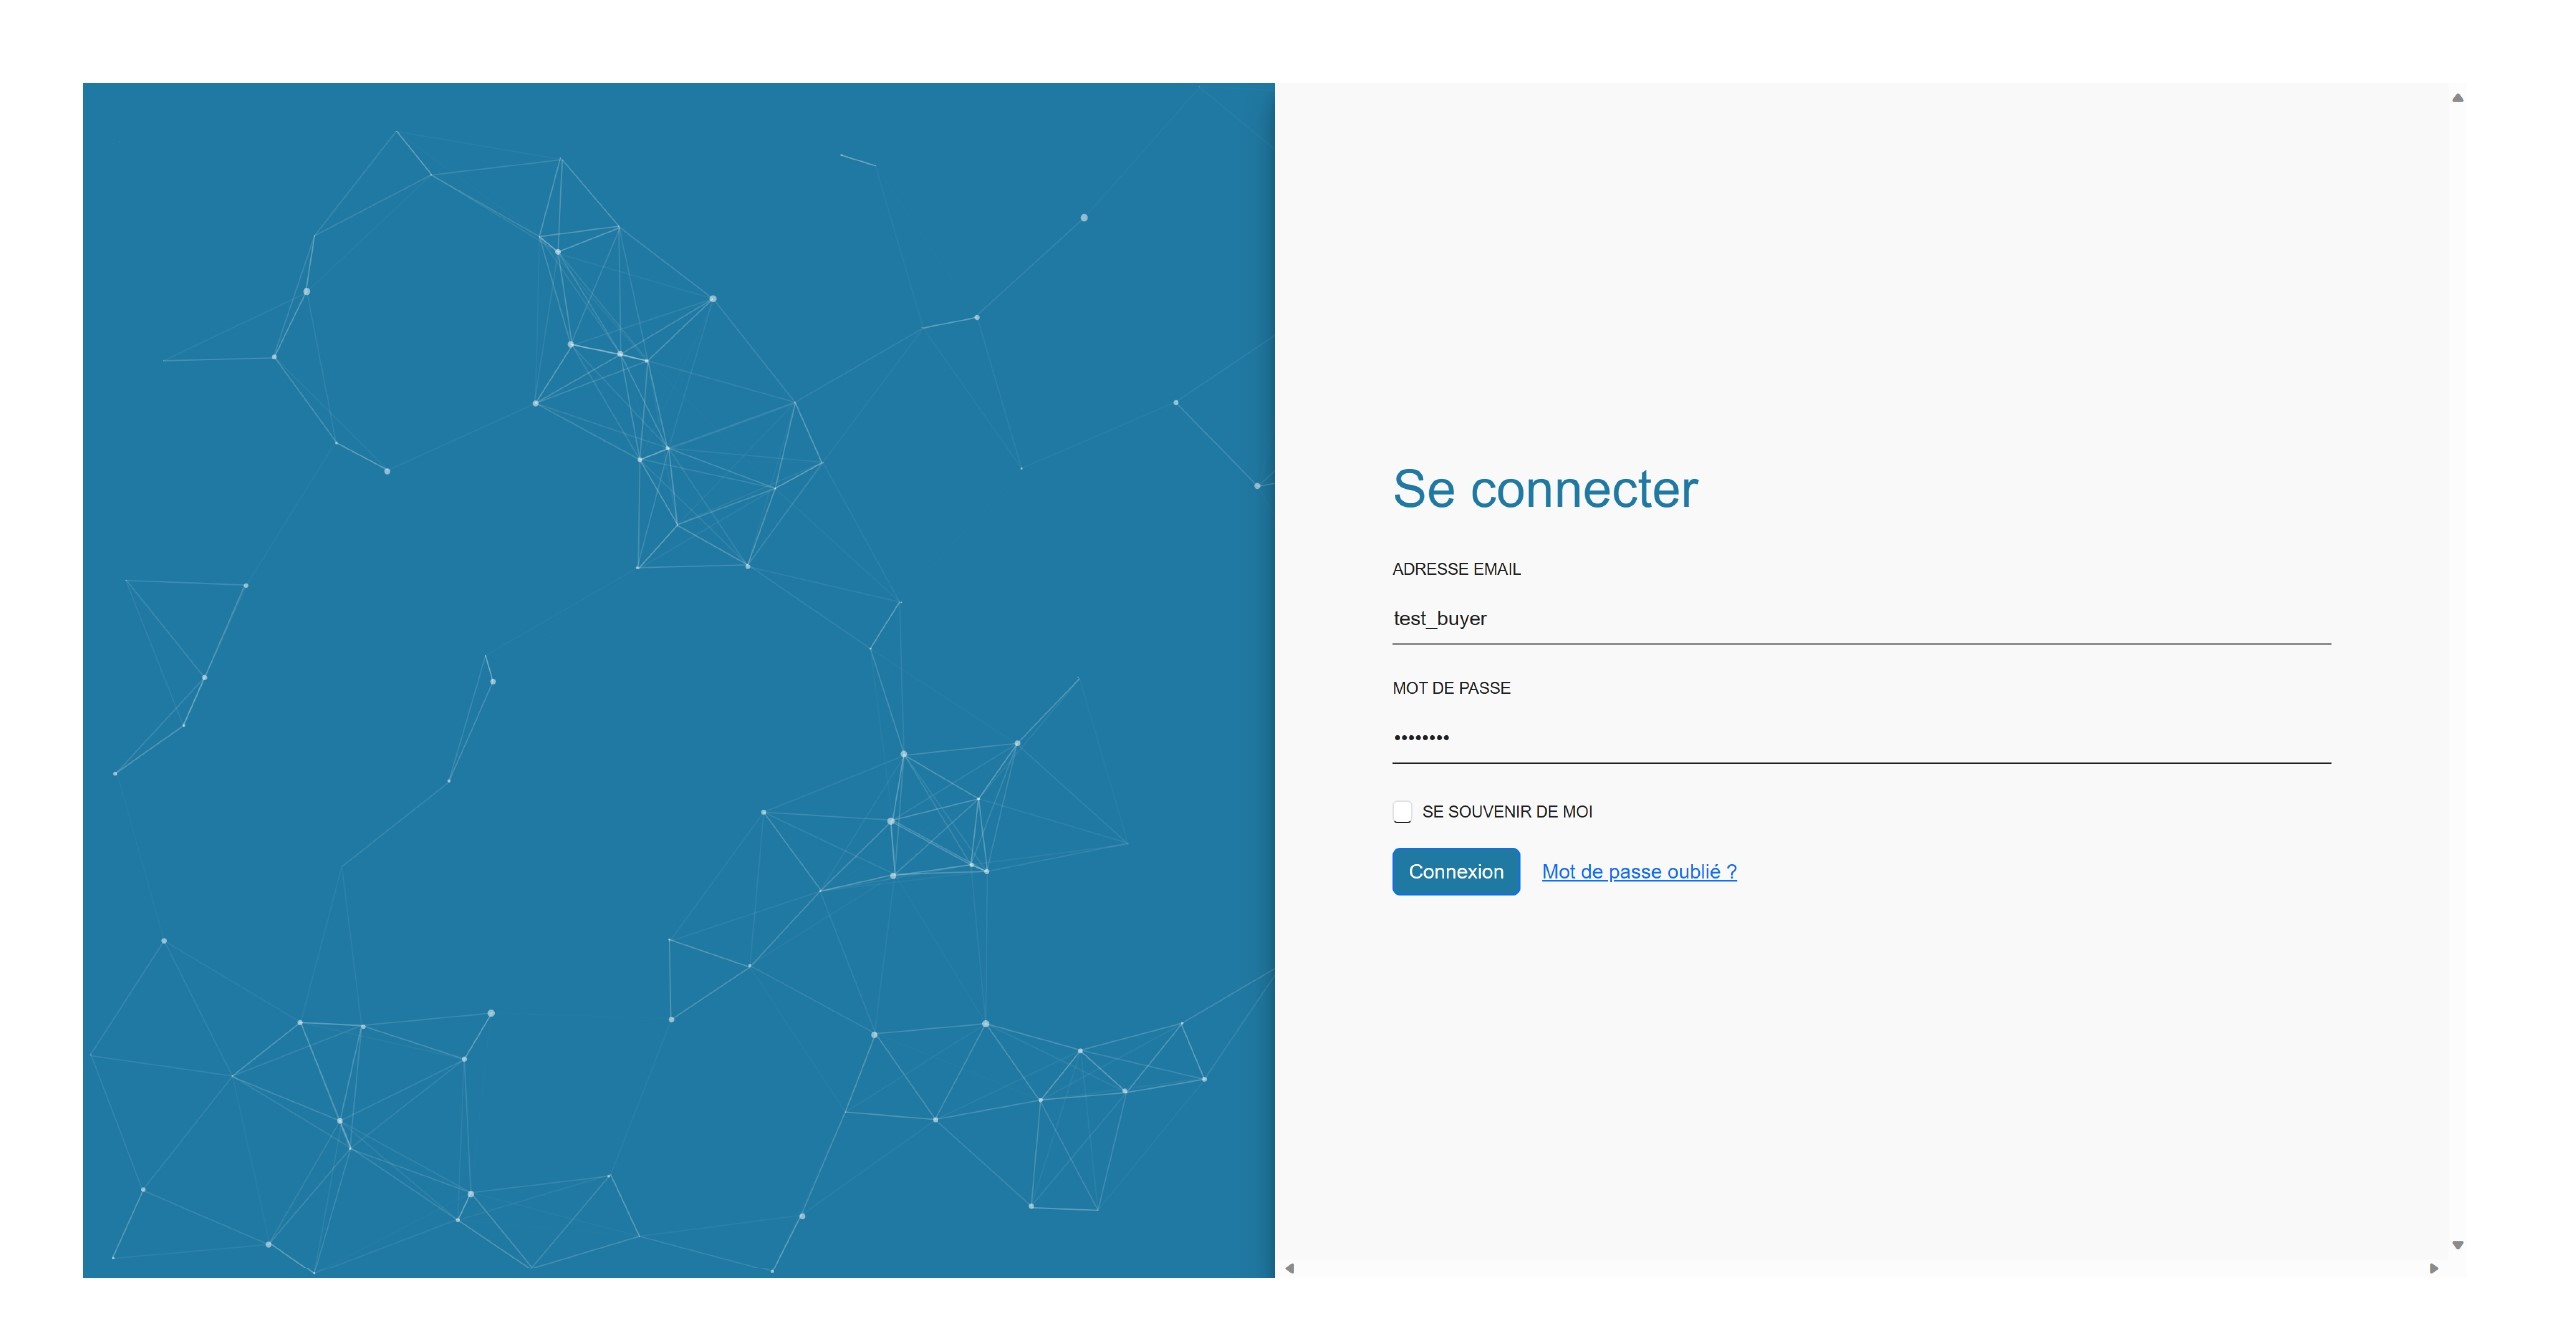 Se connecter
ADRESSE EMAIL
test_buyer
MOT DE PASSE
••••••••
SE SOUVENIR DE MOI
Connexion Mot de passe oublié ?